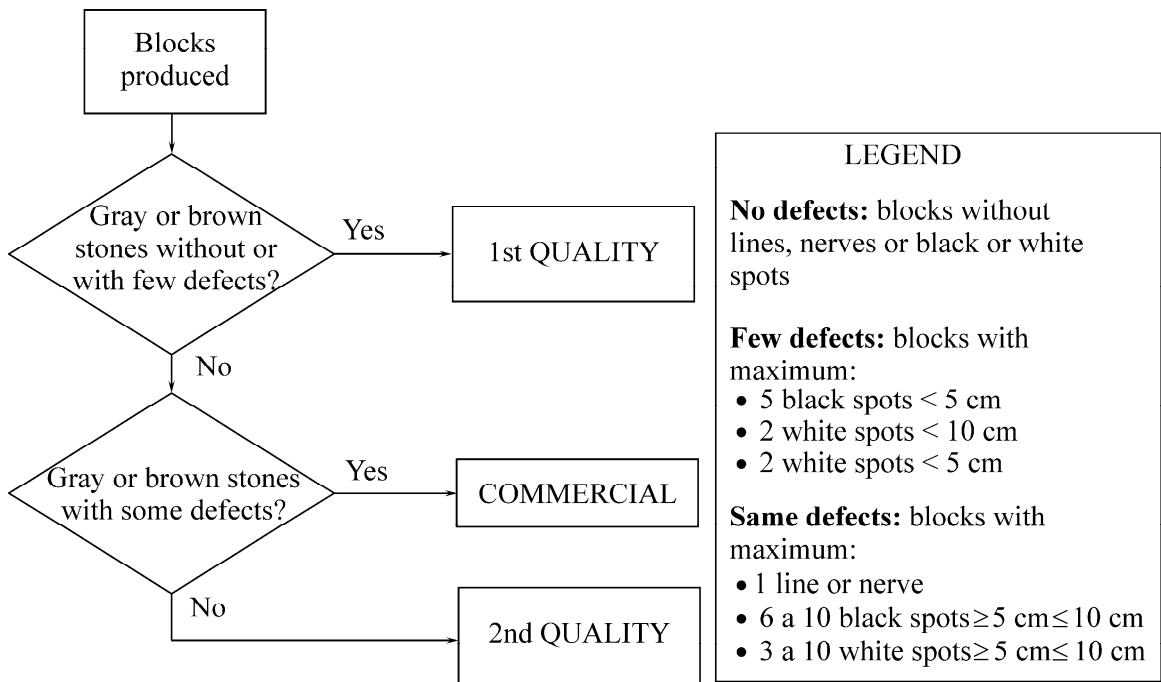 Blocks
produced
Gray or brown
stones without or
with few defects?
Yes
1st QUALITY
No
Gray or brown stones
with some defects?
Yes
COMMERCIAL
No
2nd QUALITY
LEGEND
No defects: blocks without
lines, nerves or black or white
spots
Few defects: blocks with
maximum:
• 5 black spots < 5 cm
• 2 white spots < 10 cm
• 2 white spots < 5 cm
Same defects: blocks with
maximum:
• 1 line or nerve
• 6 a 10 black spots ≥ 5 cm ≤ 10 cm
• 3 a 10 white spots ≥ 5 cm ≤ 10 cm